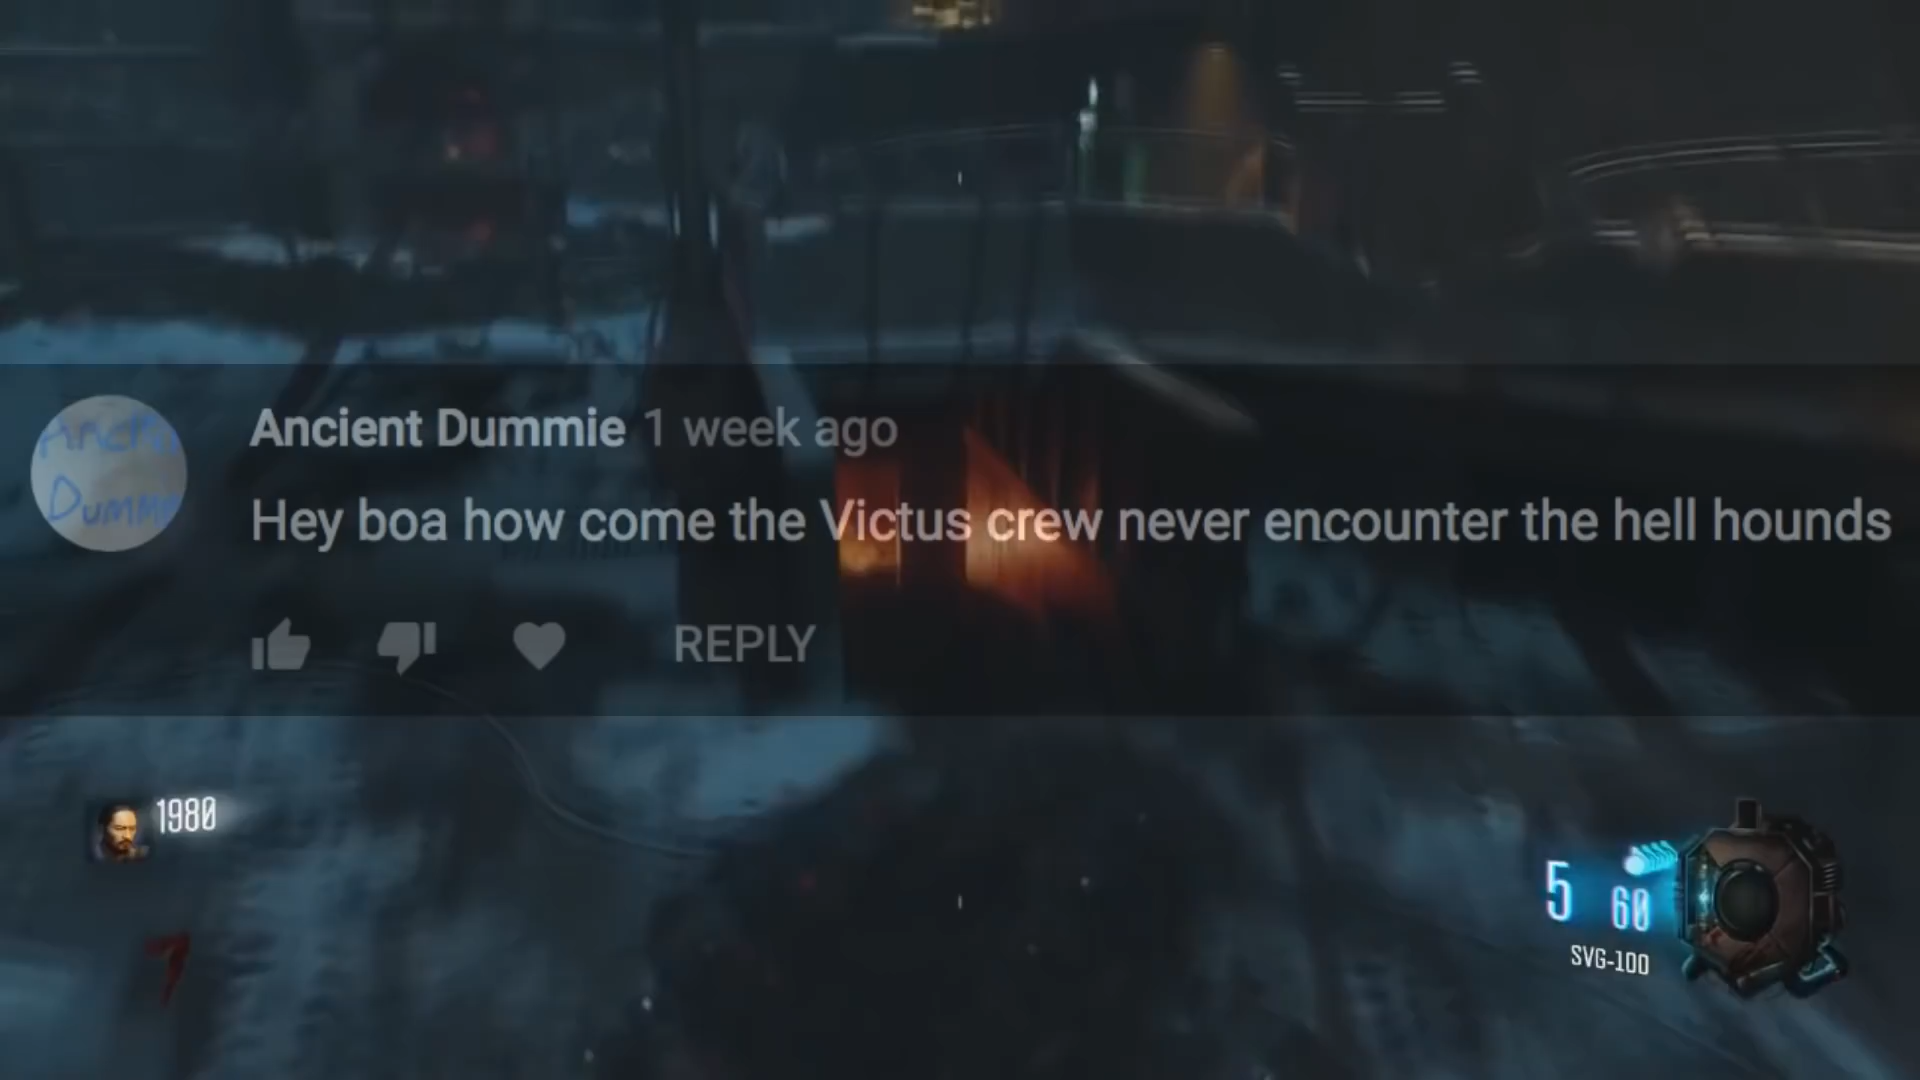 Ancient Dummie 1 week ago
Hey boa how come the Victus crew never encounter the hell hounds
REPLY
1980
7
5 60
SVG-100